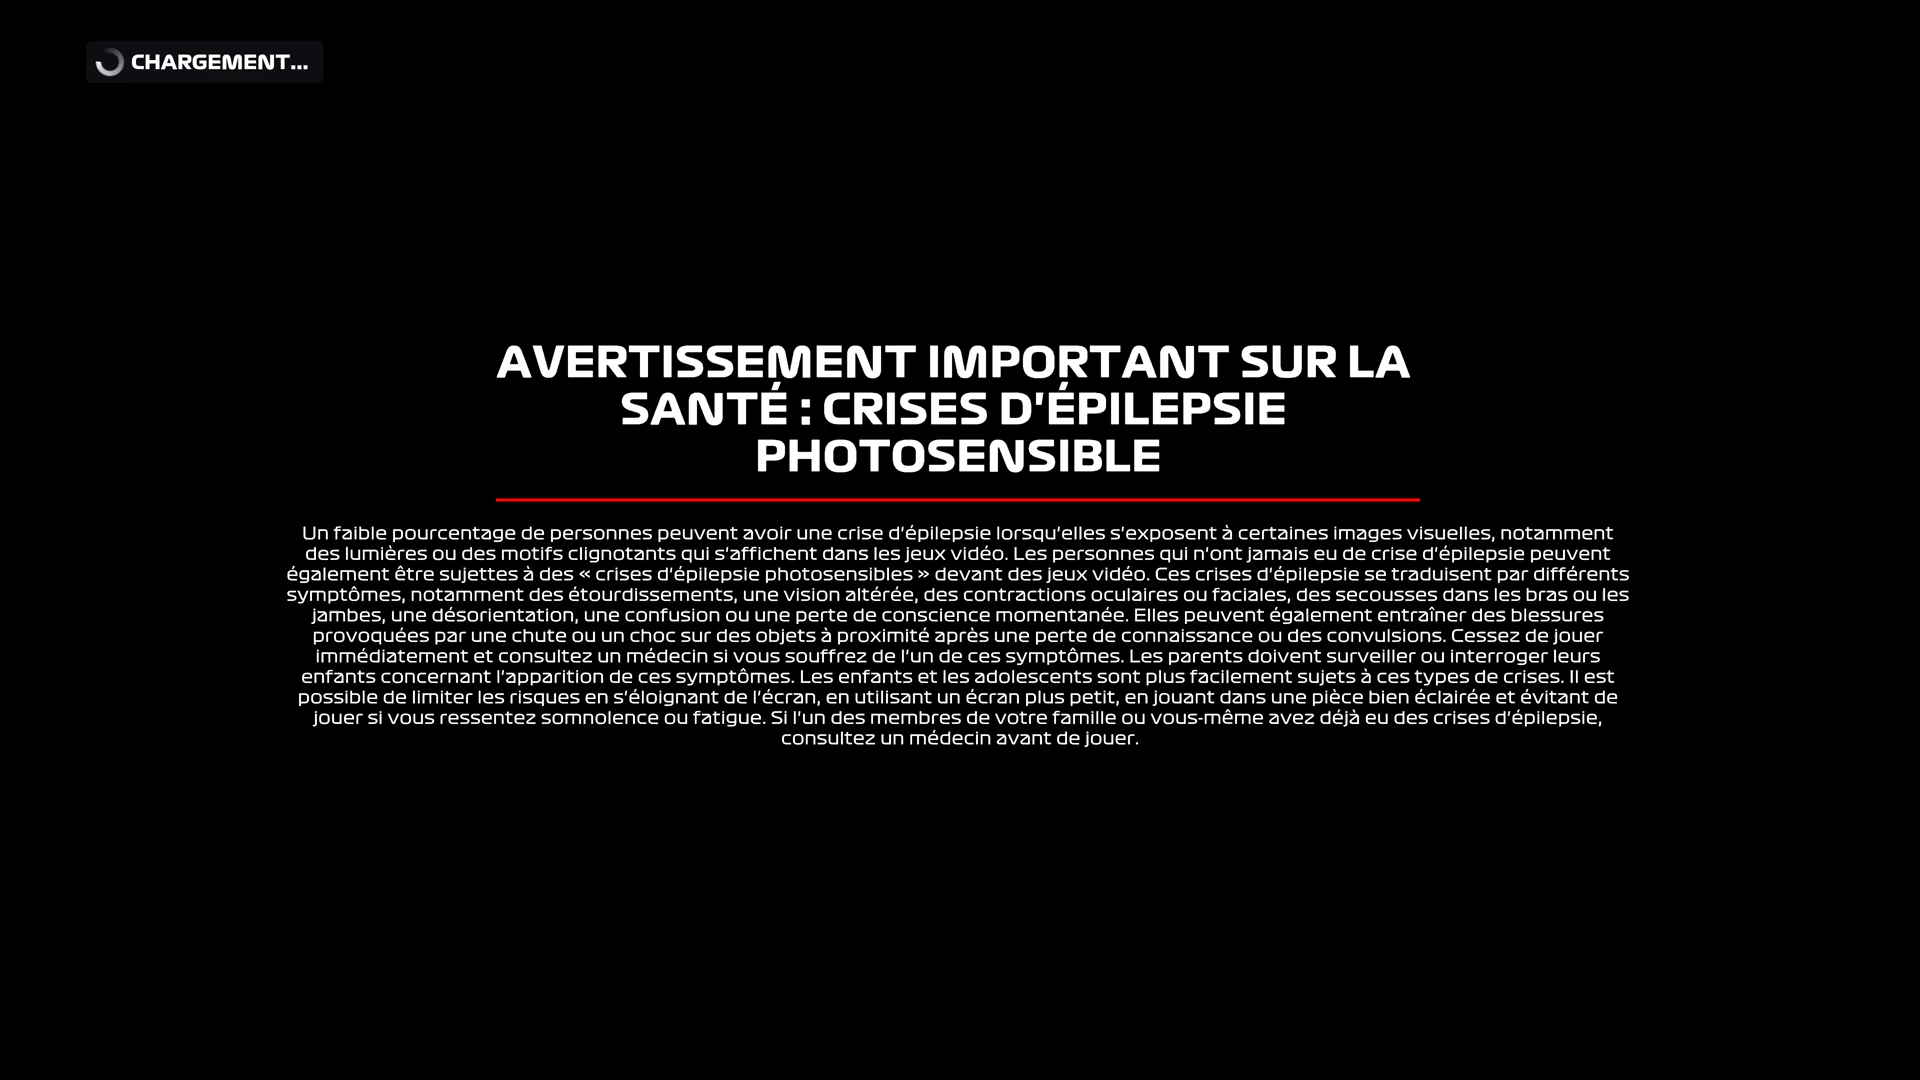 CHARGEMENT...
AVERTISSEMENT IMPORTANT SUR LA
SANTÉ : CRISES D'ÉPILEPSIE
PHOTOSENSIBLE
Un faible pourcentage de personnes peuvent avoir une crise d'épilepsie lorsqu'elles s'exposent à certaines images visuelles, notamment
des lumières ou des motifs clignotants qui s'affichent dans les jeux vidéo. Les personnes qui n'ont jamais eu de crise d'épilepsie peuvent
également être sujettes à des « crises d'épilepsie photosensibles » devant des jeux vidéo. Ces crises d'épilepsie se traduisent par différents
symptômes, notamment des étourdissements, une vision altérée, des contractions oculaires ou faciales, des secousses dans les bras ou les
jambes, une désorientation, une confusion ou une perte de conscience momentanée. Elles peuvent également entraîner des blessures
provoquées par une chute ou un choc sur des objets à proximité après une perte de connaissance ou des convulsions. Cessez de jouer
immédiatement et consultez un médecin si vous souffrez de l'un de ces symptômes. Les parents doivent surveiller ou interroger leurs
enfants concernant l'apparition de ces symptômes. Les enfants et les adolescents sont plus facilement sujets à ces types de crises. Il est
possible de limiter les risques en s'éloignant de l'écran, en utilisant un écran plus petit, en jouant dans une pièce bien éclairée et évitant de
jouer si vous ressentez somnolence ou fatigue. Si l'un des membres de votre famille ou vous-même avez déjà eu des crises d'épilepsie,
consultez un médecin avant de jouer.